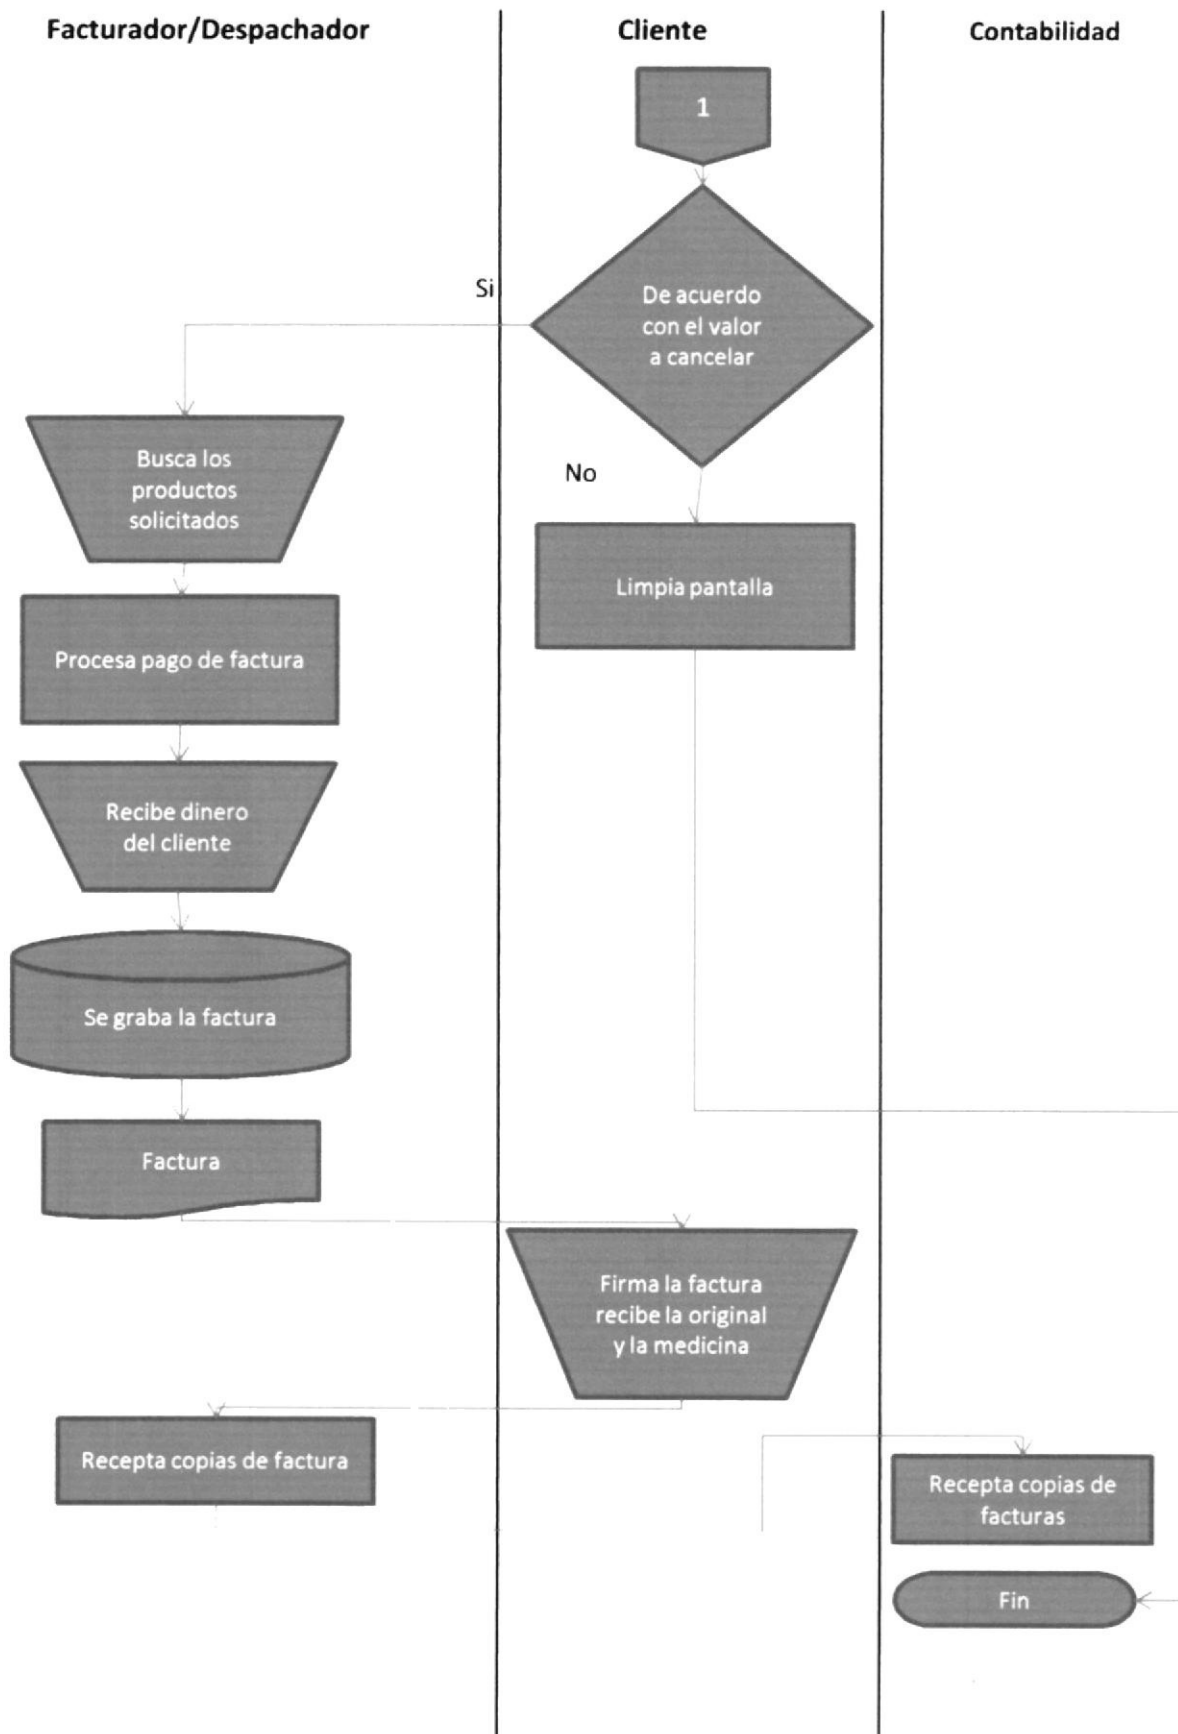 Facturador/Despachador
Cliente
Contabilidad
1
Si
De acuerdo
con el valor
a cancelar
No
Busca los
productos
solicitados
Limpia pantalla
Procesa pago de factura
Recibe dinero
del cliente
Se graba la factura
Factura
Firma la factura
recibe la original
y la medicina
Recepta copias de factura
Recepta copias de
facturas
Fin